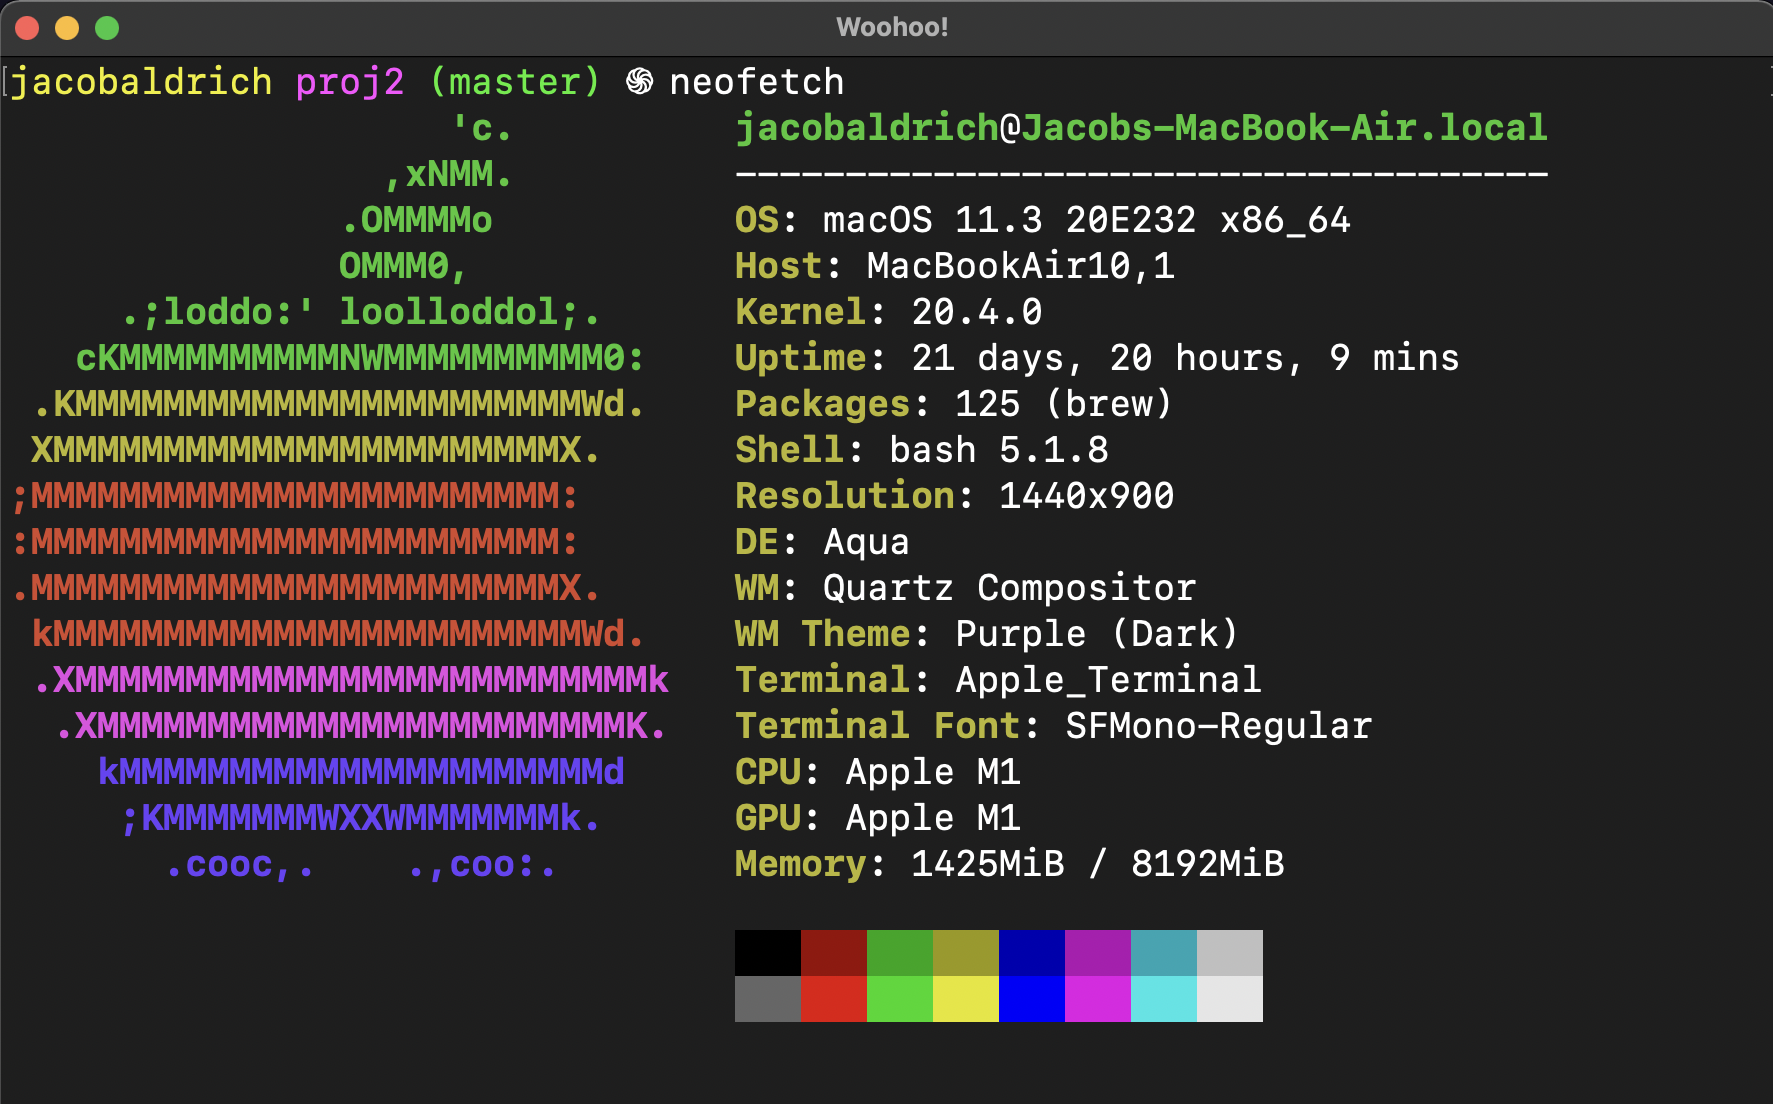 Woohoo!
jacobaldrich proj2 (master) neofetch
'c. jacobaldrich@Jacobs-MacBook-Air.local
,xNMM. -------------------------------------
.OMMMMo OS: macOS 11.3 20E232 x86_64
OMMM0, Host: MacBookAir10,1
.;loddo:' loolloddol;. Kernel: 20.4.0
cKMMMMMMMMMMNWMMMMMMMMMM0: Uptime: 21 days, 20 hours, 9 mins
.KMMMMMMMMMMMMMMMMMMMMMMMWd. Packages: 125 (brew)
XMMMMMMMMMMMMMMMMMMMMMMMX. Shell: bash 5.1.8
;MMMMMMMMMMMMMMMMMMMMMMMM: Resolution: 1440x900
:MMMMMMMMMMMMMMMMMMMMMMMM: DE: Aqua
.MMMMMMMMMMMMMMMMMMMMMMMMX. WM: Quartz Compositor
kMMMMMMMMMMMMMMMMMMMMMMMMWd. WM Theme: Purple (Dark)
.XMMMMMMMMMMMMMMMMMMMMMMMMMMk Terminal: Apple_Terminal
.XMMMMMMMMMMMMMMMMMMMMMMMMK. Terminal Font: SFMono-Regular
kMMMMMMMMMMMMMMMMMMMMMMd CPU: Apple M1
;KMMMMMMMWXXWMMMMMMMk. GPU: Apple M1
.cooc,. .,coo:. Memory: 1425MiB / 8192MiB